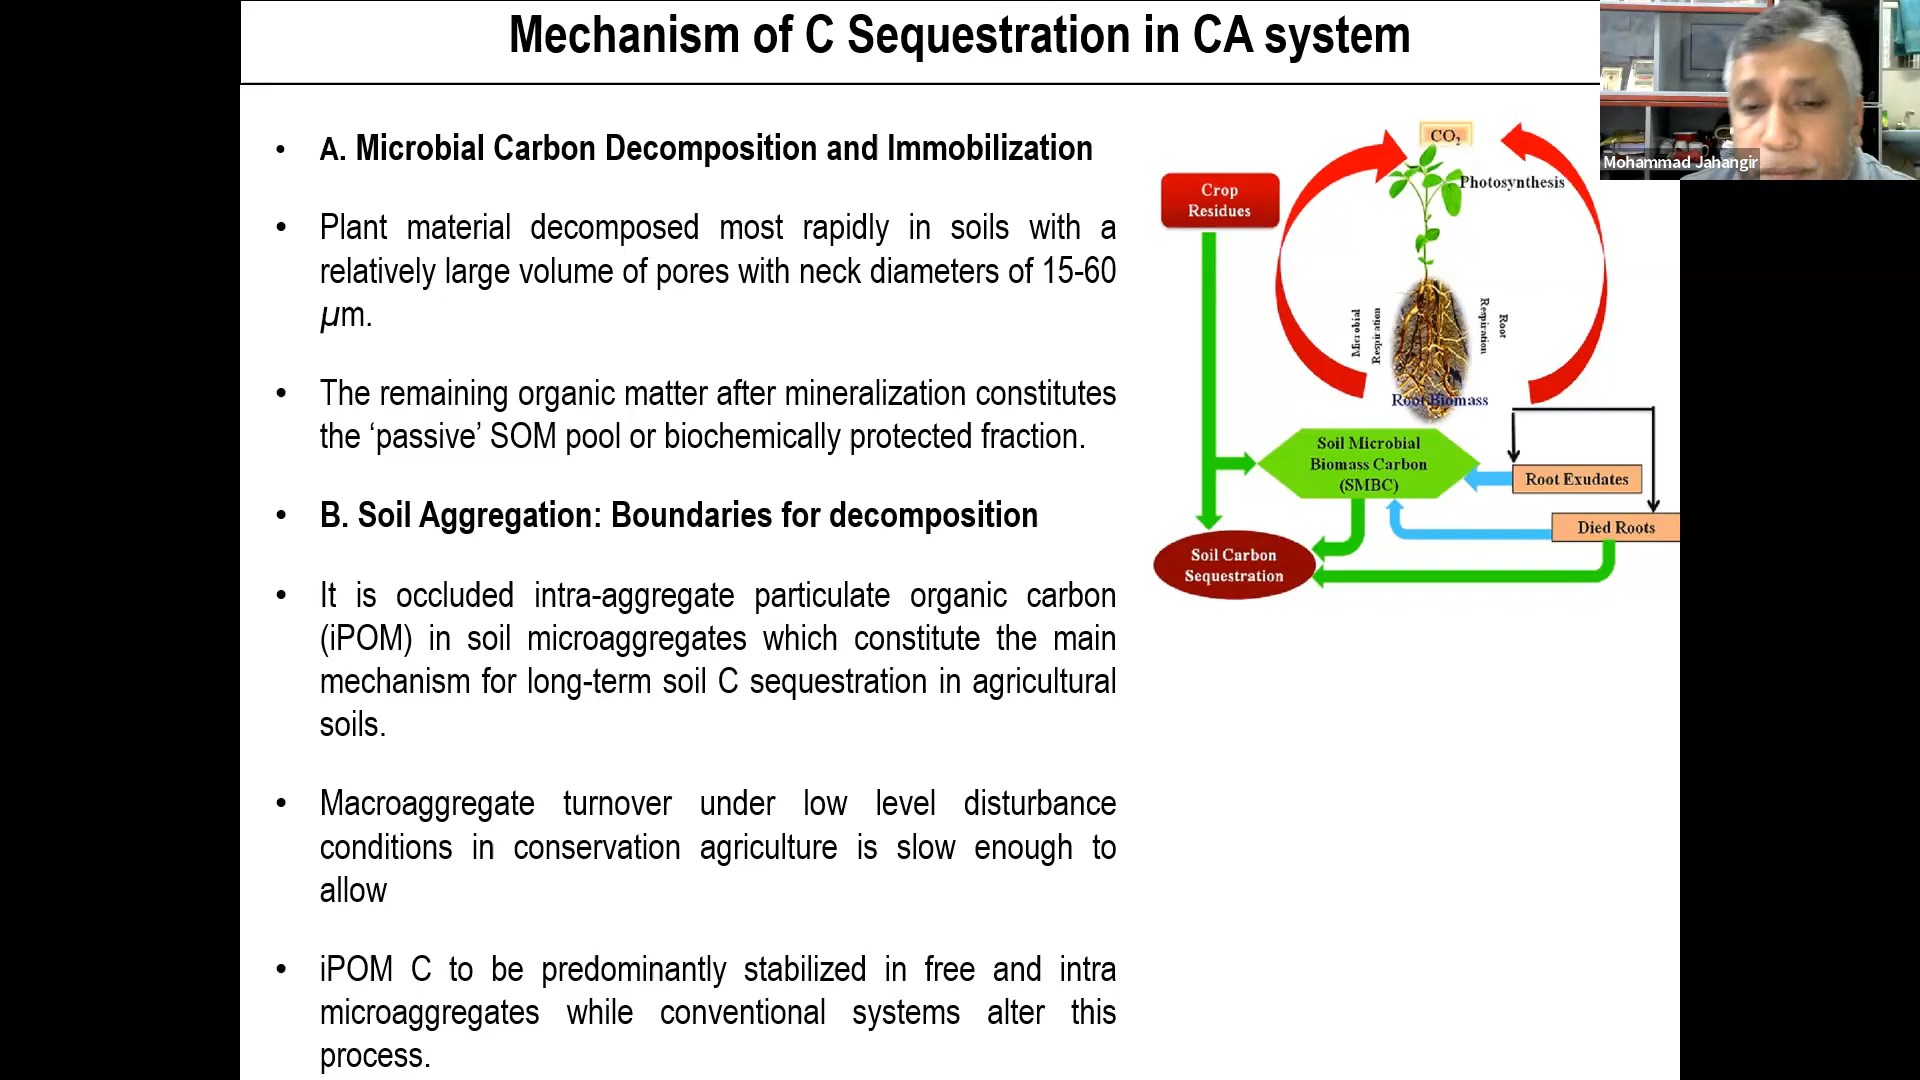 Mechanism of C Sequestration in CA system
• A. Microbial Carbon Decomposition and Immobilization
• Plant material decomposed most rapidly in soils with a
relatively large volume of pores with neck diameters of 15-60
µm.
• The remaining organic matter after mineralization constitutes
the ‘passive’ SOM pool or biochemically protected fraction.
• B. Soil Aggregation: Boundaries for decomposition
• It is occluded intra-aggregate particulate organic carbon
(iPOM) in soil microaggregates which constitute the main
mechanism for long-term soil C sequestration in agricultural
soils.
• Macroaggregate turnover under low level disturbance
conditions in conservation agriculture is slow enough to
allow
• iPOM C to be predominantly stabilized in free and intra
microaggregates while conventional systems alter this
process.
CO₂
Photosynthesis
Crop
Residues
Microbial
Respiration
Root
Respiration
Root Biomass
Soil Microbial
Biomass Carbon
(SMBC)
Root Exudates
Died Roots
Soil Carbon
Sequestration
Mohammad Jahangir